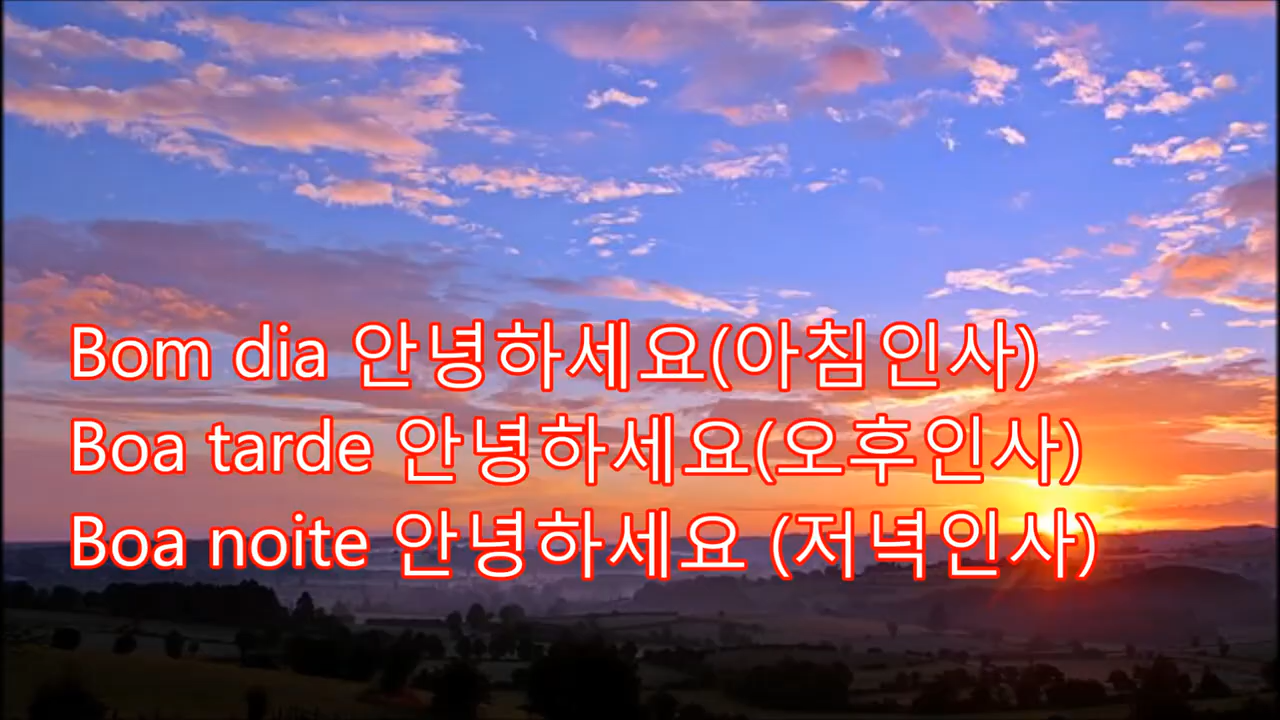 Bom dia 안녕하세요(아침인사)
Boa tarde 안녕하세요(오후인사)
Boa noite 안녕하세요 (저녁인사)